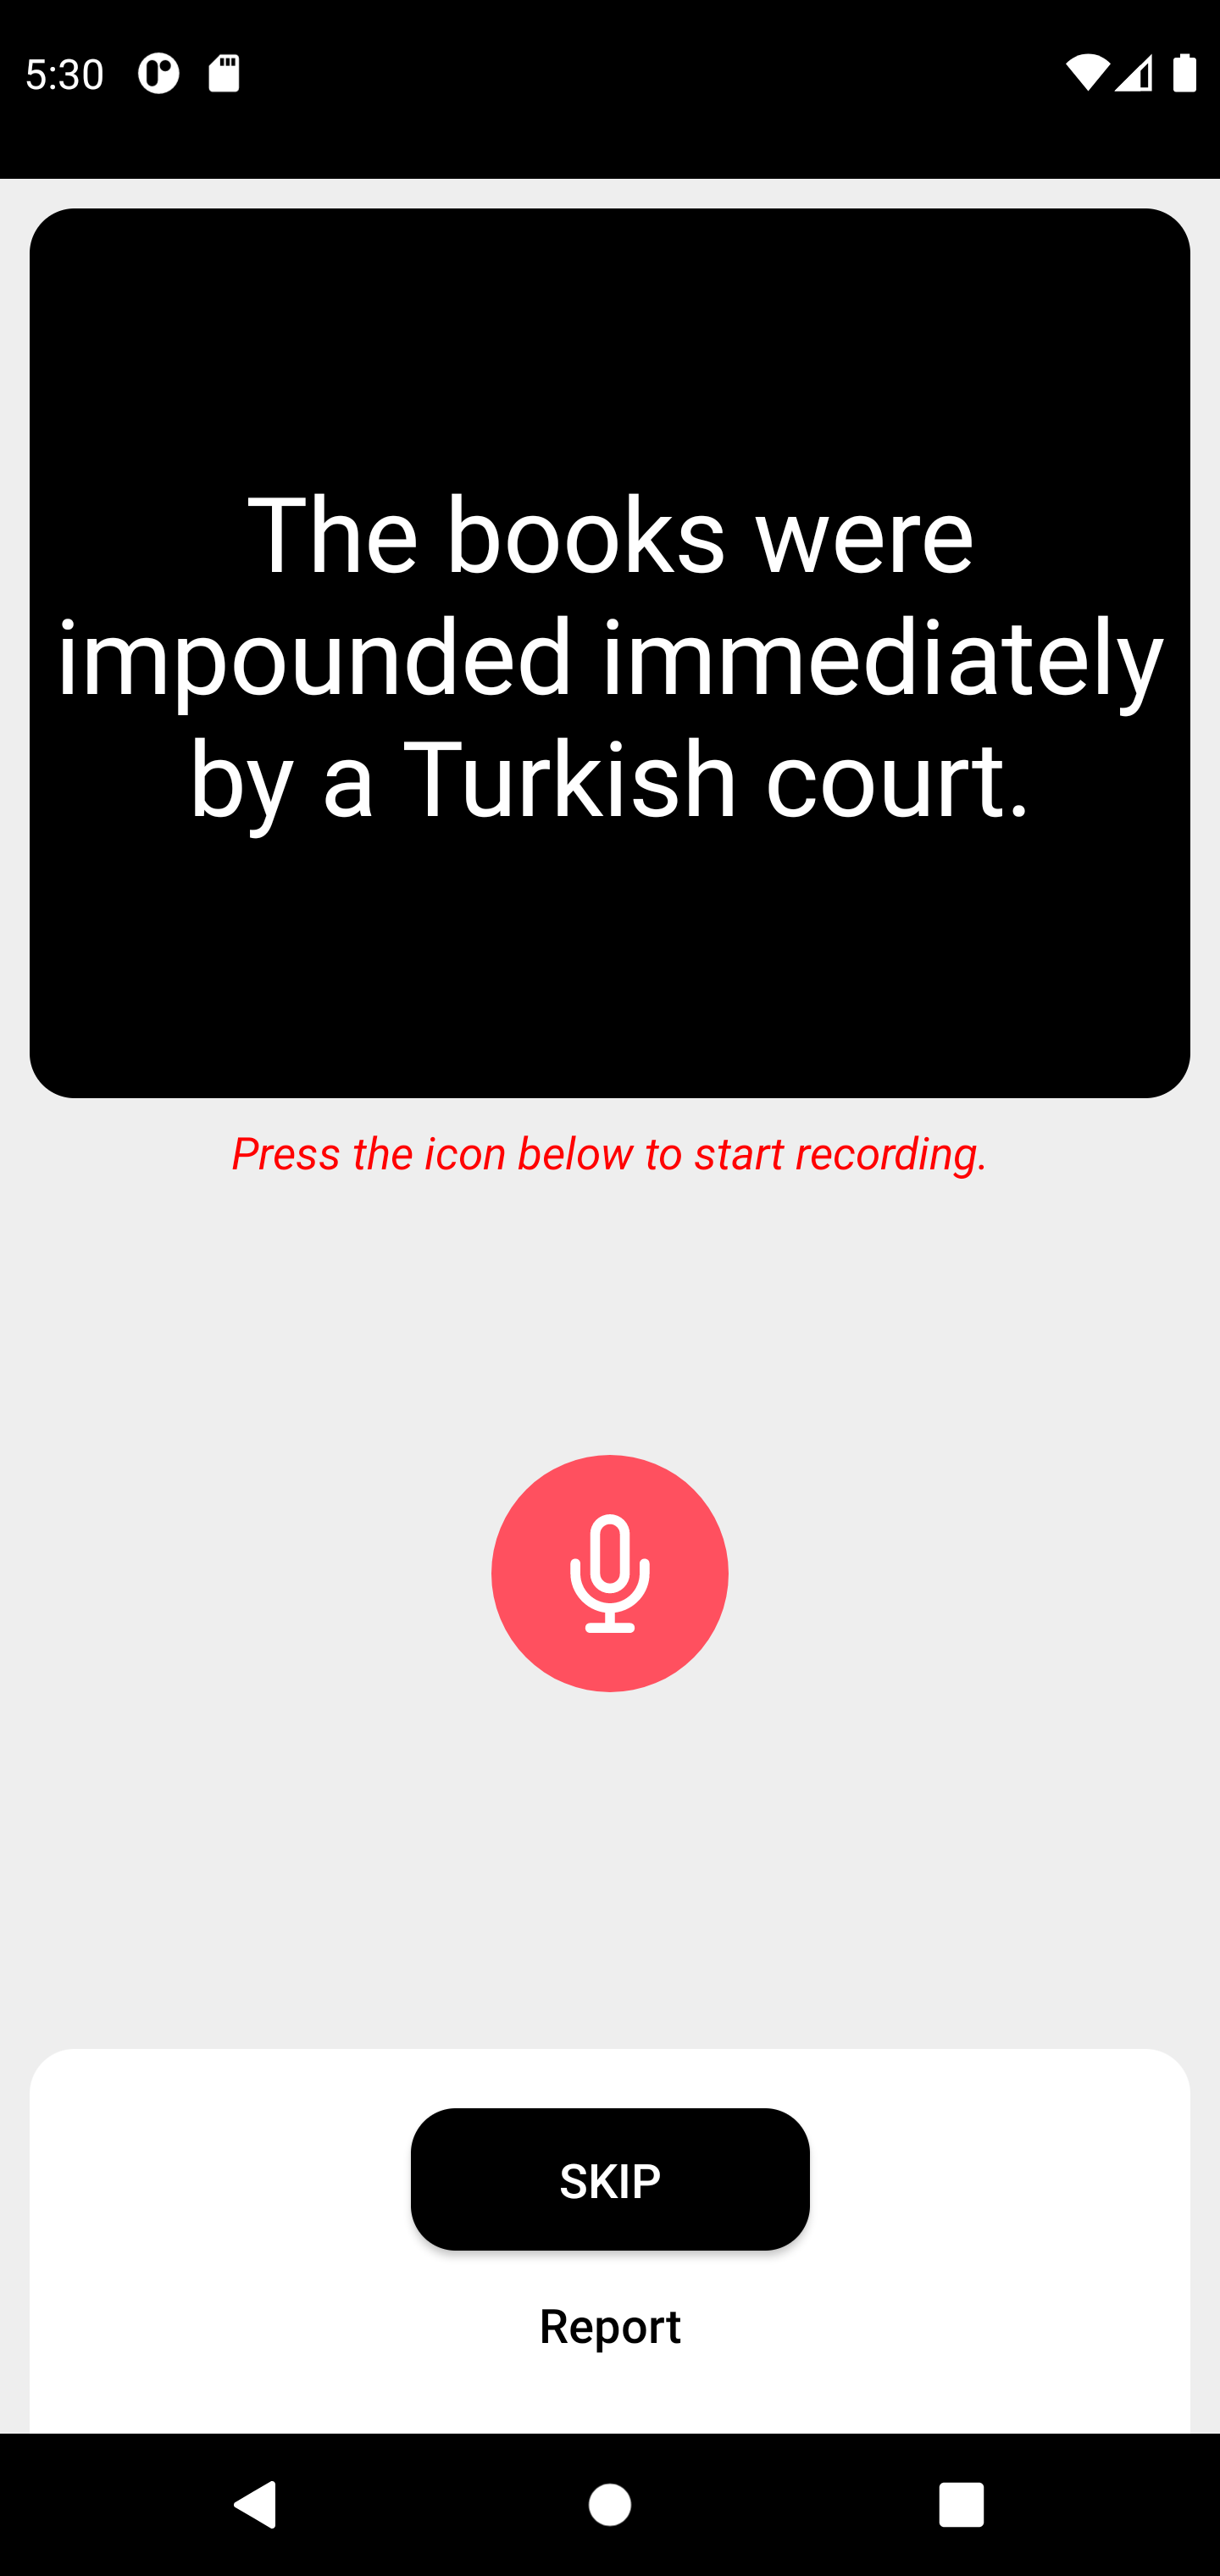 5:30
The books were
impounded immediately
by a Turkish court.
Press the icon below to start recording.
SKIP
Report